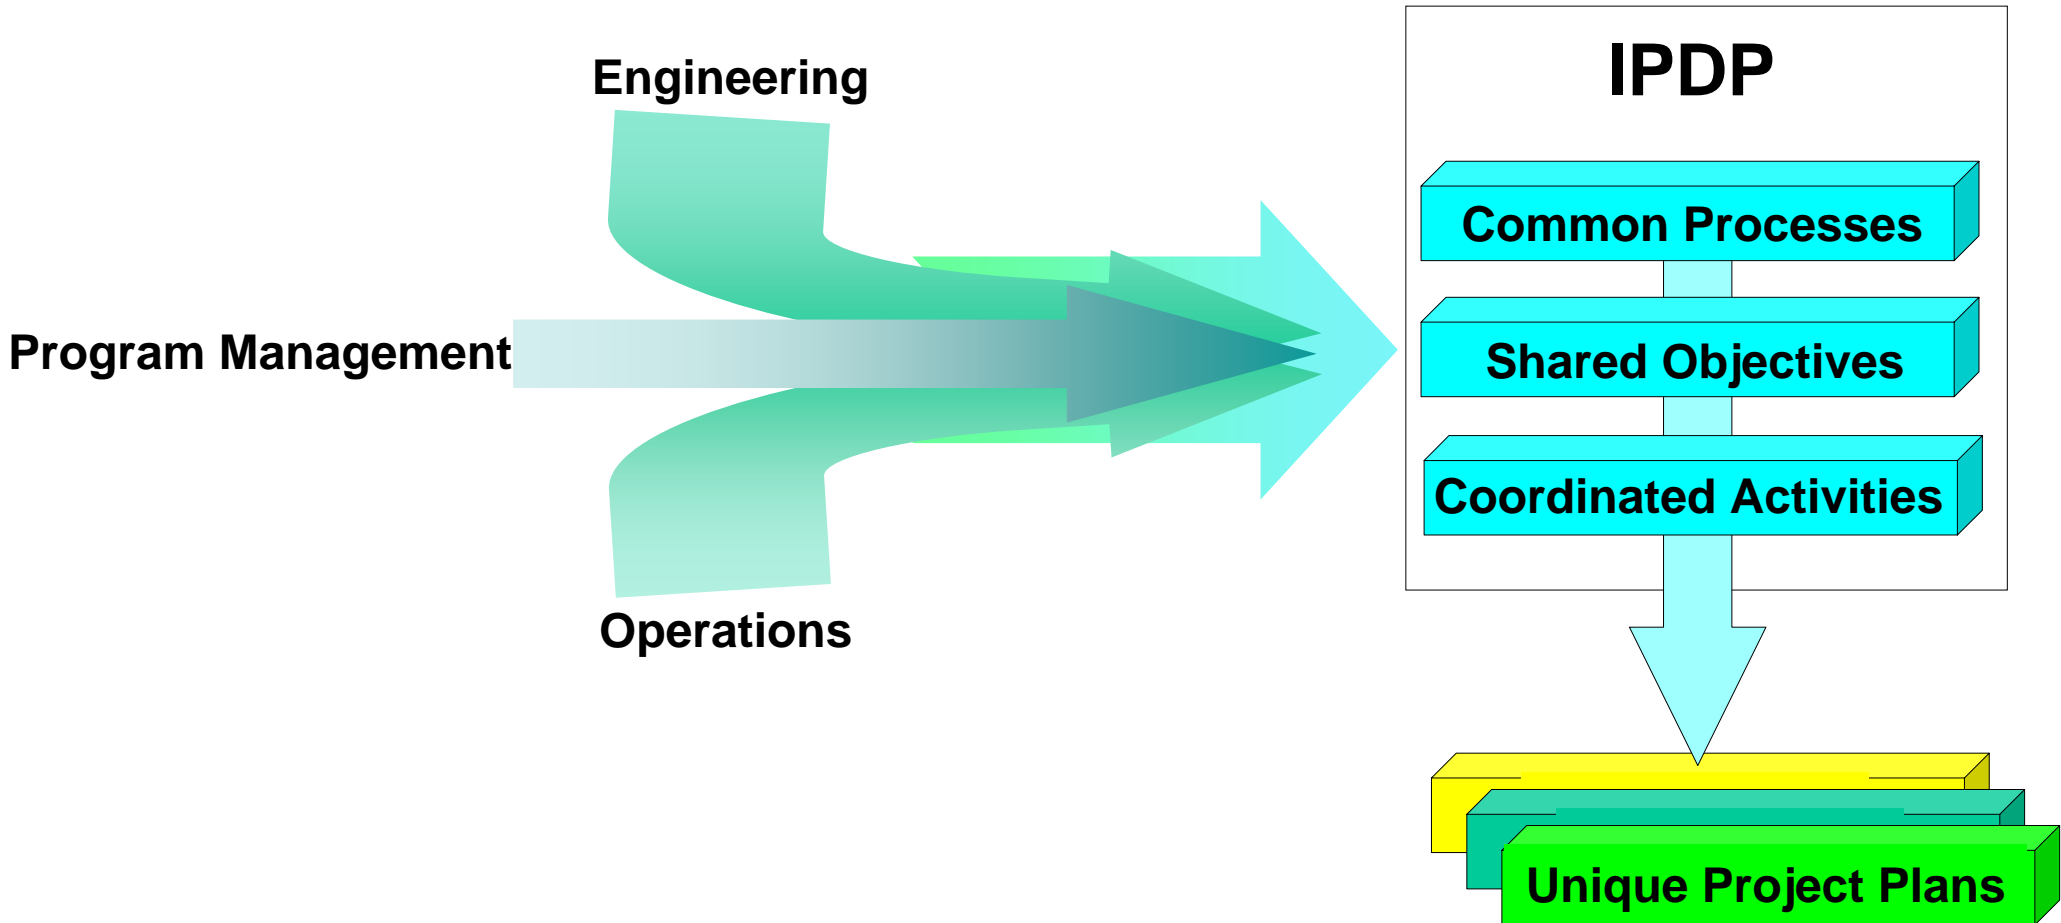 Engineering
Program Management
Operations
IPDP
Common Processes
Shared Objectives
Coordinated Activities
Unique Project Plans